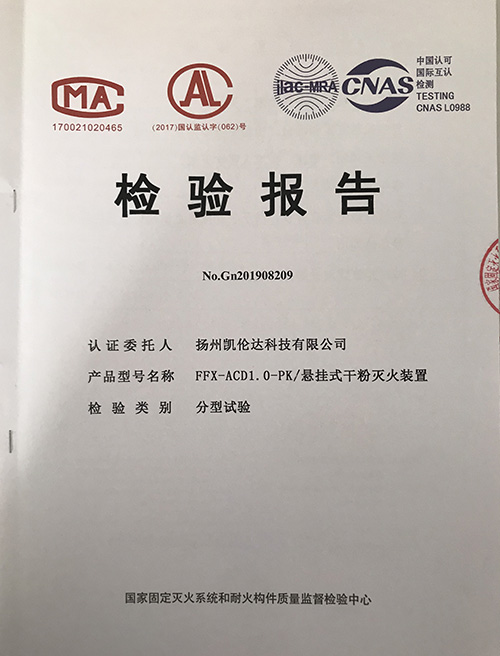 MA
170021020465
AL
(2017)国认监认字(062)号
ilac-MRA
CNAS
中国认可
国际互认
检测
TESTING
CNAS L0988
检验报告
No.Gn201908209
认证委托人 扬州凯伦达科技有限公司
产品型号名称 FFX-ACD1.0-PK/悬挂式干粉灭火装置
检验类别 分型试验
国家固定灭火系统和耐火构件质量监督检验中心